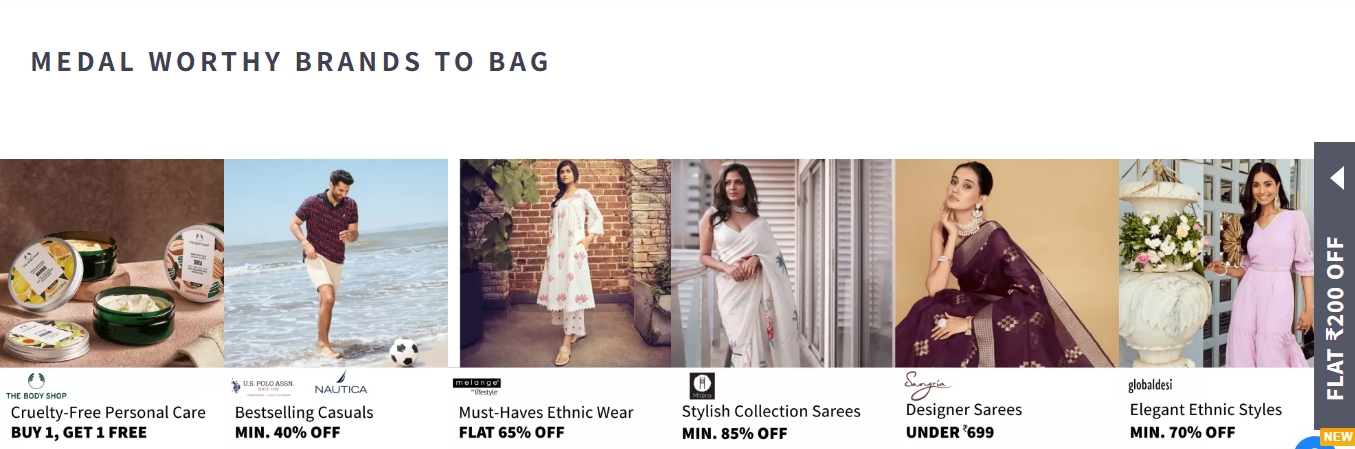 MEDAL WORTHY BRANDS TO BAG
THE BODY SHOP
Cruelty-Free Personal Care
BUY 1, GET 1 FREE
U.S. POLO ASSN.
NAUTICA
Bestselling Casuals
MIN. 40% OFF
melange
by lifestyle
Must-Haves Ethnic Wear
FLAT 65% OFF
Mitera
Stylish Collection Sarees
MIN. 85% OFF
Sangria
Designer Sarees
UNDER ₹699
globaldesi
Elegant Ethnic Styles
MIN. 70% OFF
FLAT ₹200 OFF
NEW